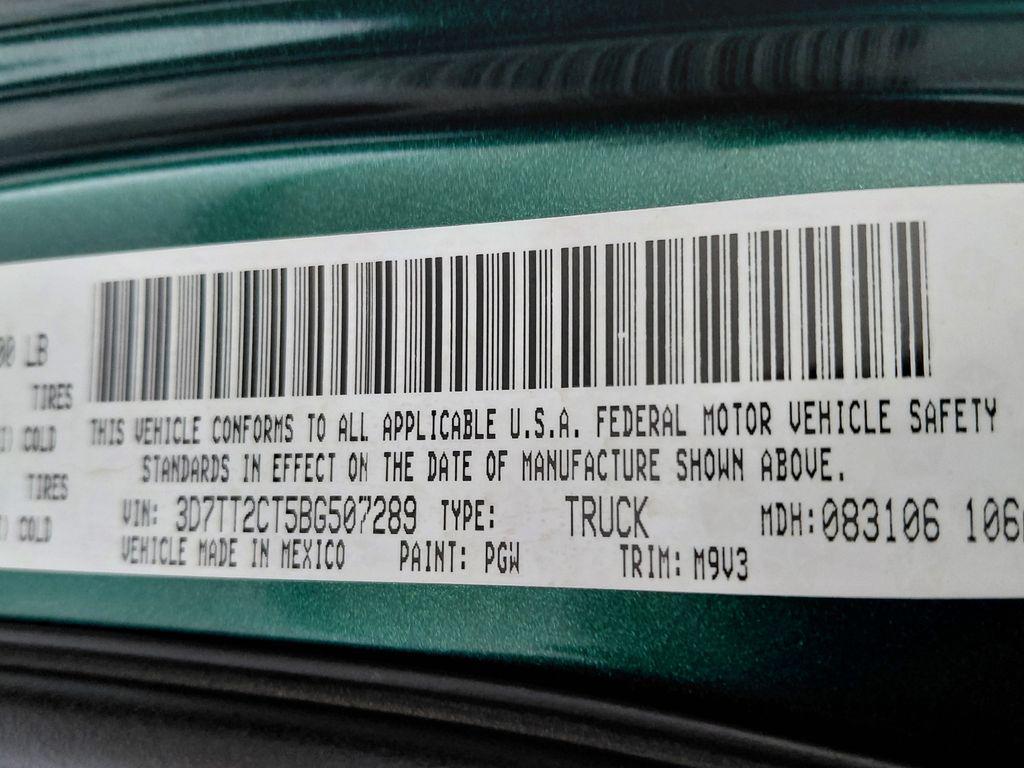 00 LB
TIRES
COLD
TIRES
COLD
THIS VEHICLE CONFORMS TO ALL APPLICABLE U.S.A. FEDERAL MOTOR VEHICLE SAFETY
STANDARDS IN EFFECT ON THE DATE OF MANUFACTURE SHOWN ABOVE.
VIN: 3D7TT2CT5BG507289 TYPE: TRUCK MDH: 083106 106
VEHICLE MADE IN MEXICO PAINT: PGW TRIM: M9V3